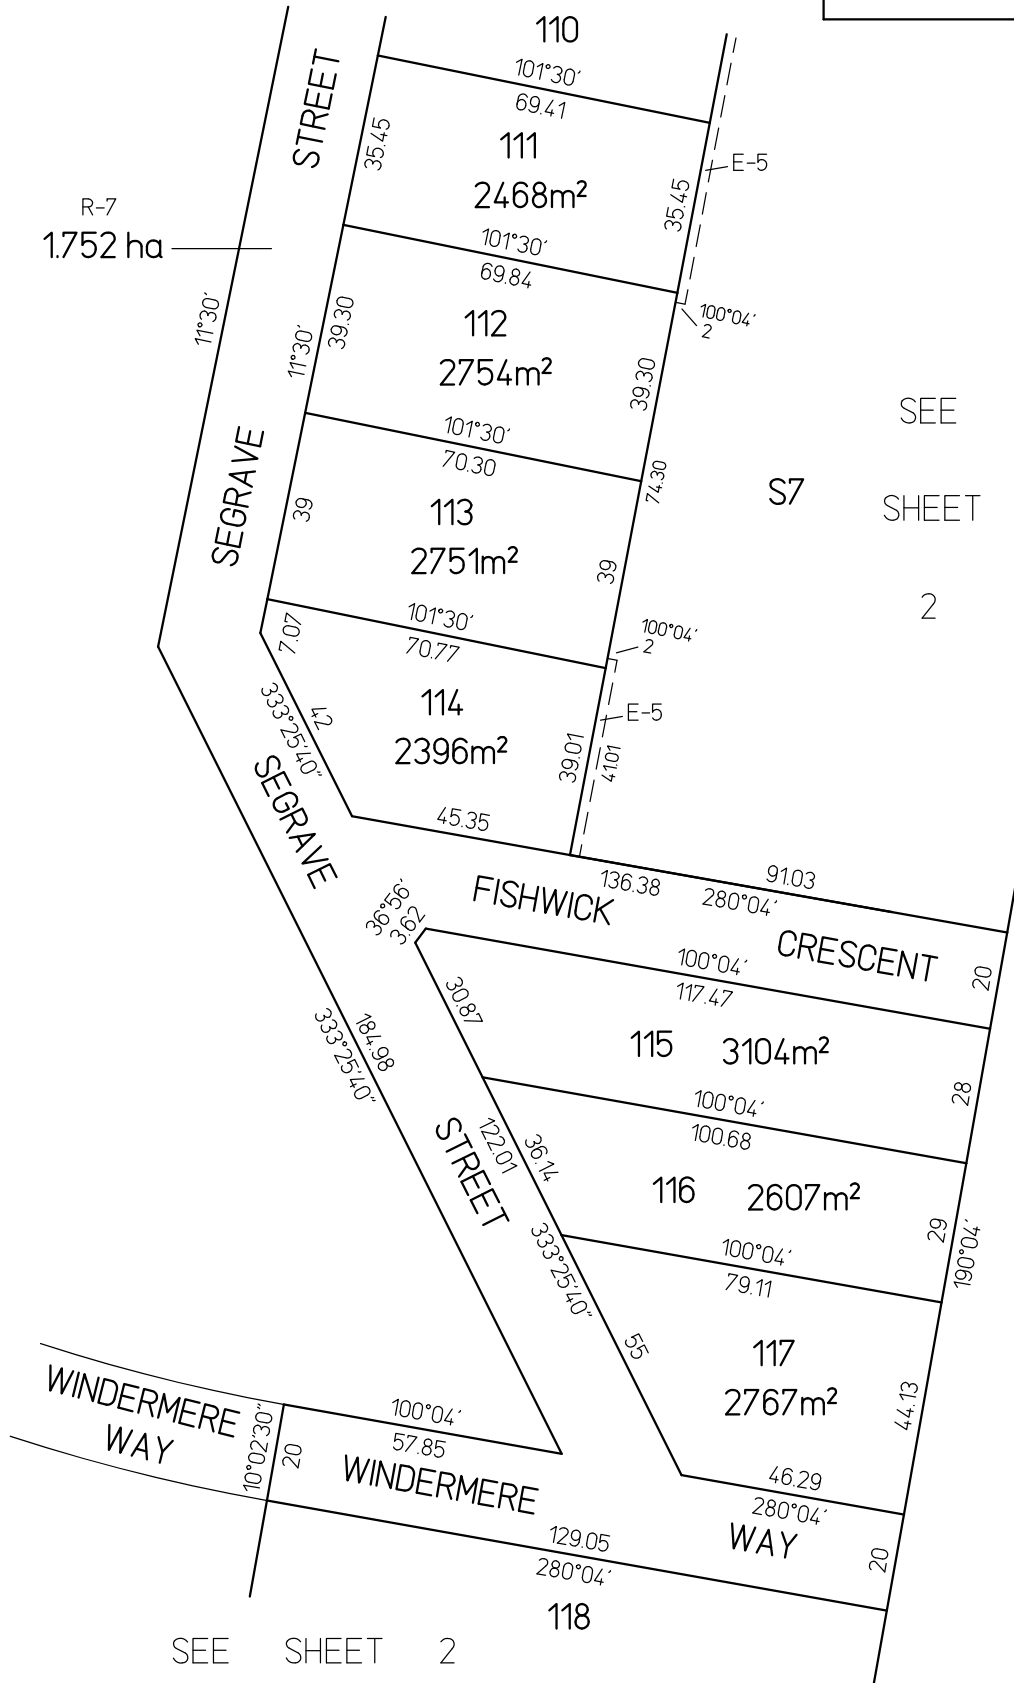 110
101°30′
69.41
STREET
35.45
111
2468m²
E-5
35.45
R-7
1.752 ha
101°30′
69.84
11°30′
11°30′
39.30
112
2754m²
100°04′
2
39.30
SEE
101°30′
70.30
SEGRAVE
74.30
S7
SHEET
39
113
2751m²
39
2
101°30′
70.77
7.07
100°04′
2
333°25′40″
42
114
2396m²
E-5
39.01
41.01
SEGRAVE
45.35
136.38
91.03
280°04′
FISHWICK
CRESCENT
36°56′
3.62
100°04′
117.47
20
30.87
115
3104m²
184.98
333°25′40″
28
100°04′
100.68
STREET
122.01
36.14
116
2607m²
29
190°04′
333°25′40″
100°04′
79.11
55
117
2767m²
44.13
WINDERMERE
WAY
10°02′30″
20
100°04′
57.85
WINDERMERE
46.29
280°04′
WAY
20
129.05
280°04′
118
SEE SHEET 2